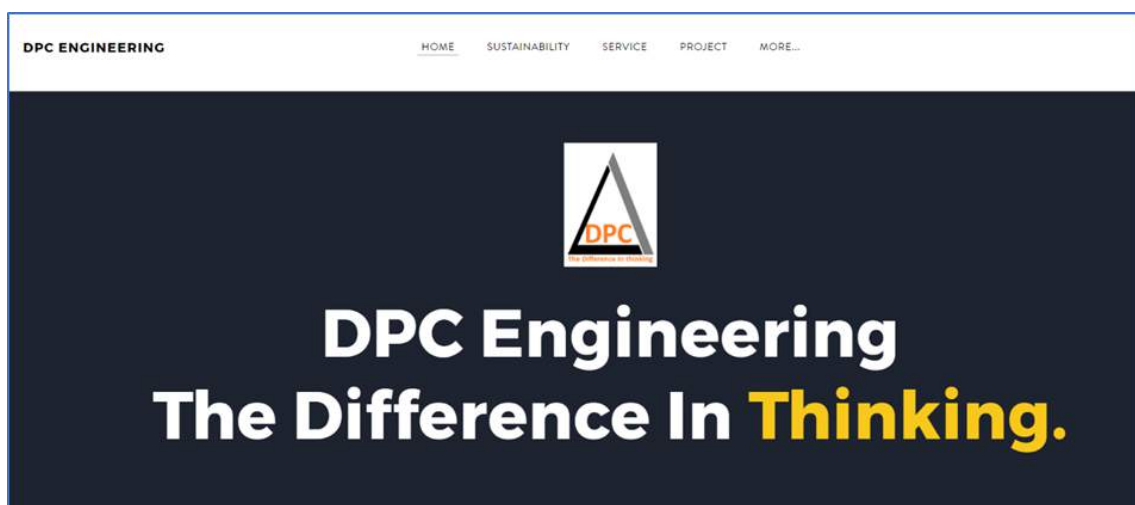 DPC ENGINEERING
HOME SUSTAINABILITY SERVICE PROJECT MORE...
DPC
The Difference In thinking
DPC Engineering
The Difference In Thinking.